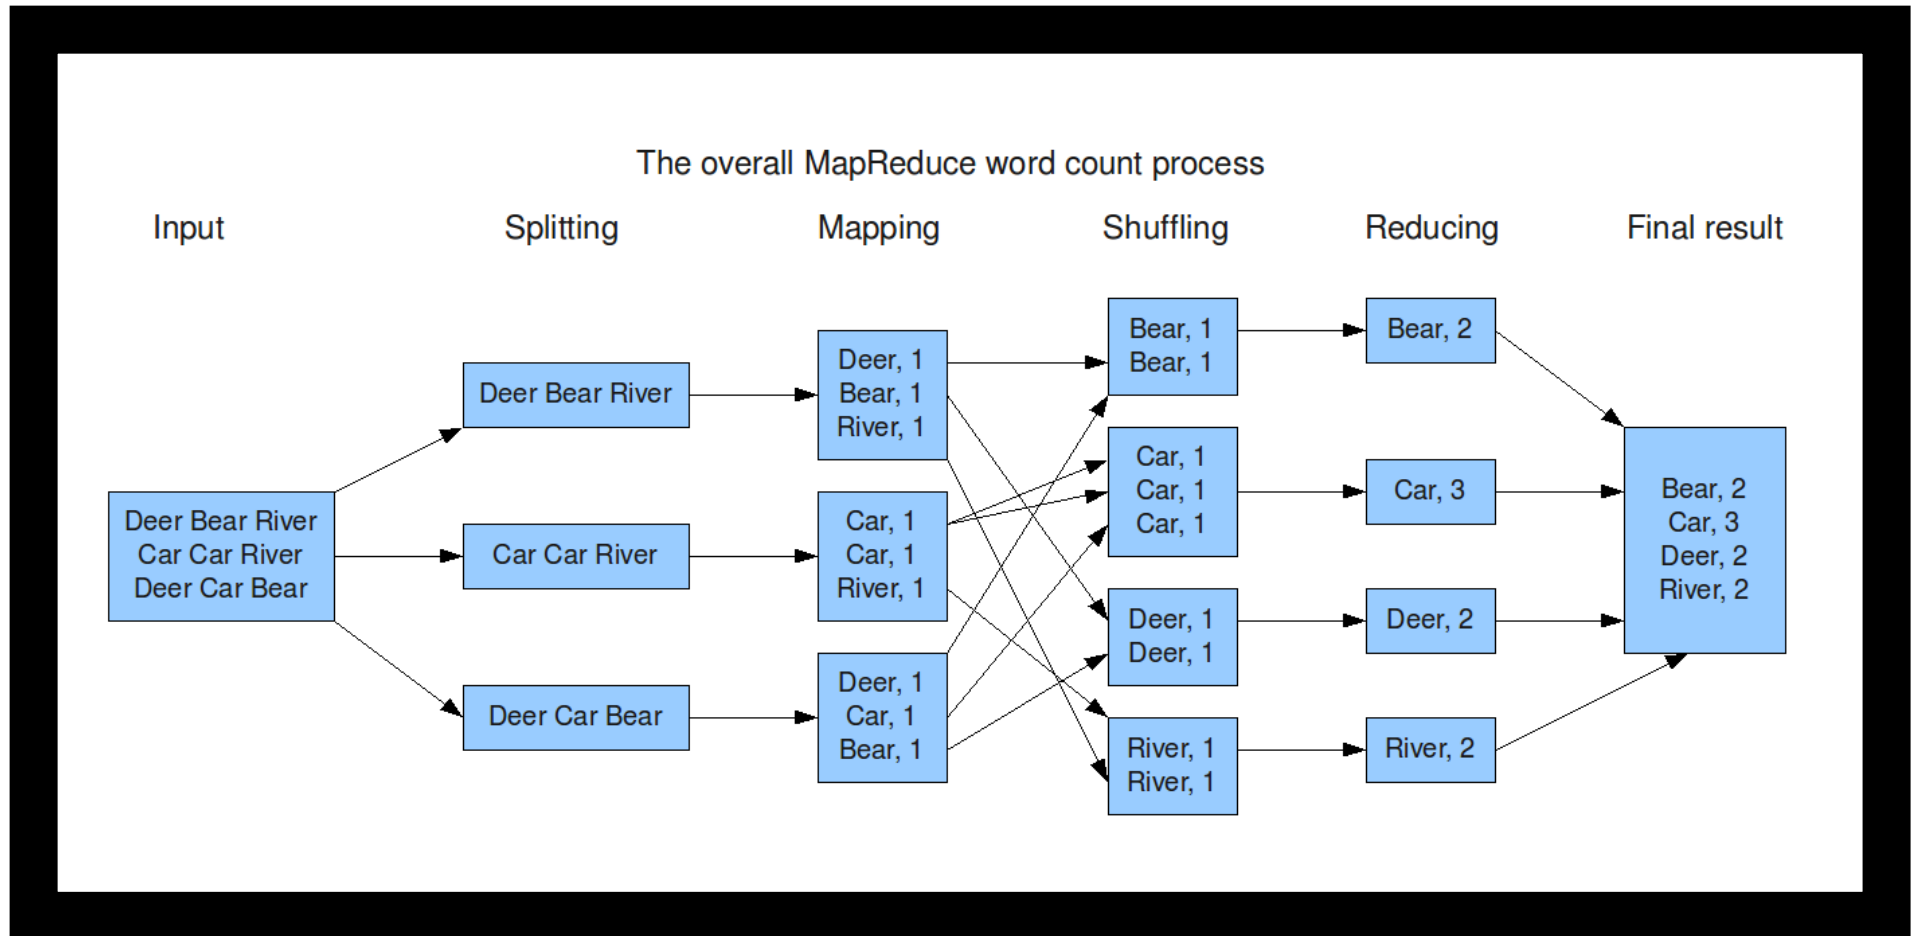 The overall MapReduce word count process
Input
Splitting
Mapping
Shuffling
Reducing
Final result
Deer Bear River
Car Car River
Deer Car Bear
Deer Bear River
Car Car River
Deer Car Bear
Deer, 1
Bear, 1
River, 1
Car, 1
Car, 1
River, 1
Deer, 1
Car, 1
Bear, 1
Bear, 1
Bear, 1
Car, 1
Car, 1
Car, 1
Deer, 1
Deer, 1
River, 1
River, 1
Bear, 2
Car, 3
Deer, 2
River, 2
Bear, 2
Car, 3
Deer, 2
River, 2